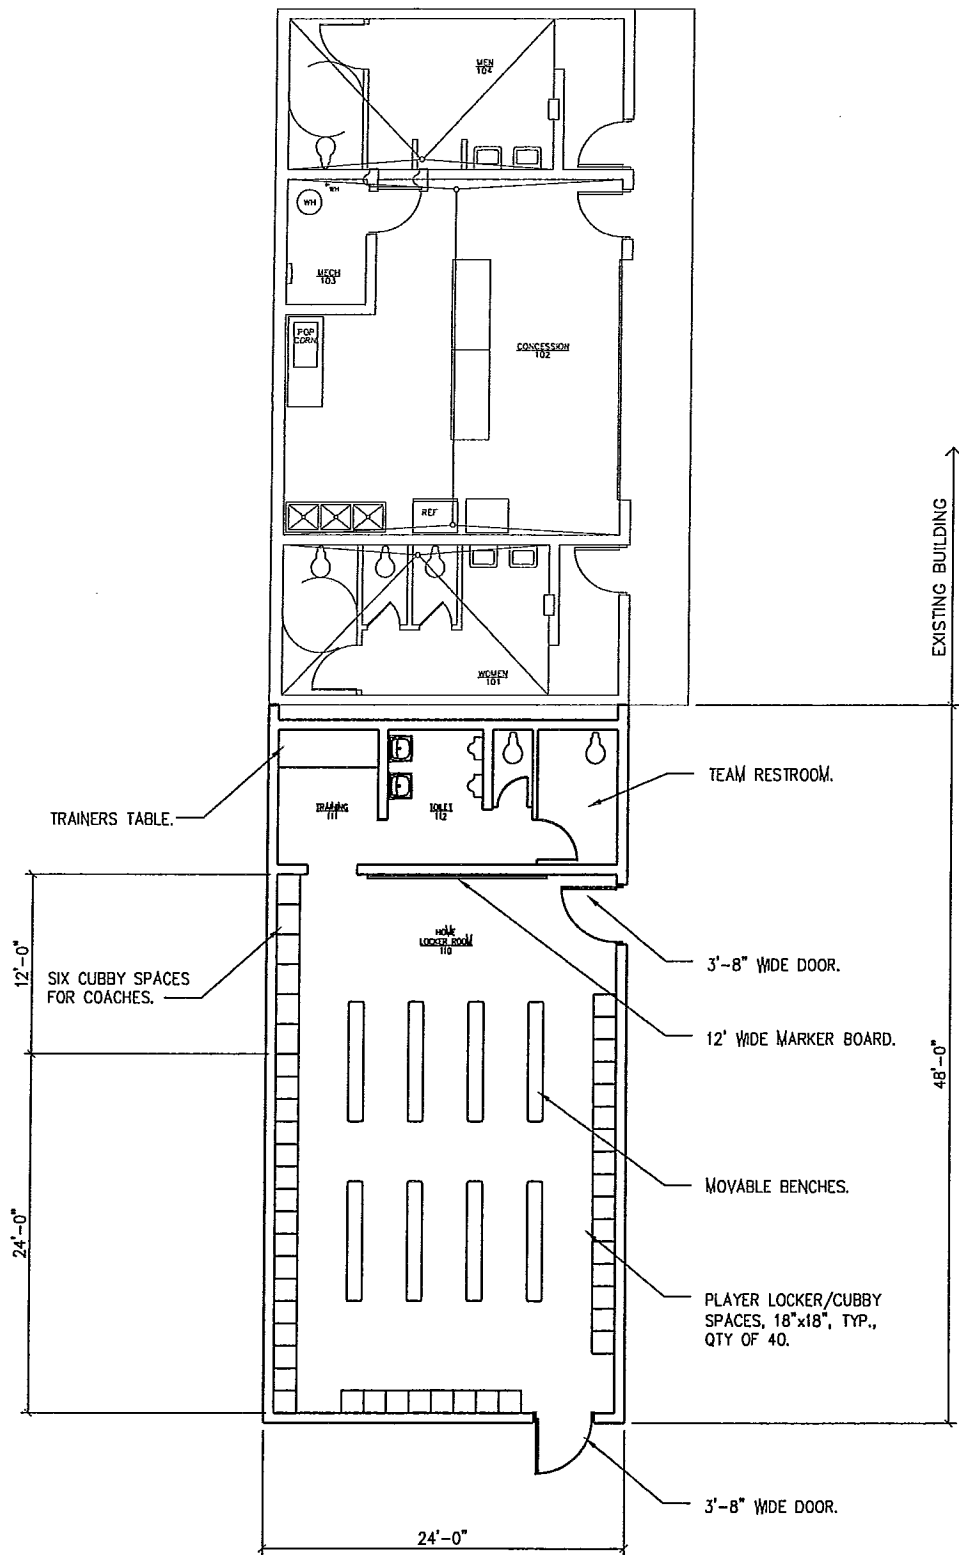 MEN
104
WH
WH
MECH
103
POP
CORN
CONCESSION
102
REF
EXISTING BUILDING
WOMEN
101
TRAINERS TABLE.
TRAINING
111
TOILET
112
TEAM RESTROOM.
HOME
LOCKER ROOM
110
12'-0"
SIX CUBBY SPACES
FOR COACHES.
3'-8" WIDE DOOR.
12' WIDE MARKER BOARD.
48'-0"
MOVABLE BENCHES.
24'-0"
PLAYER LOCKER/CUBBY
SPACES, 18"x18", TYP.,
QTY OF 40.
3'-8" WIDE DOOR.
24'-0"